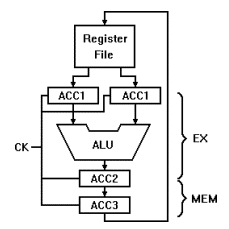 Register
File
ACC1 ACC1
EX
ALU
CK
ACC2
MEM
ACC3